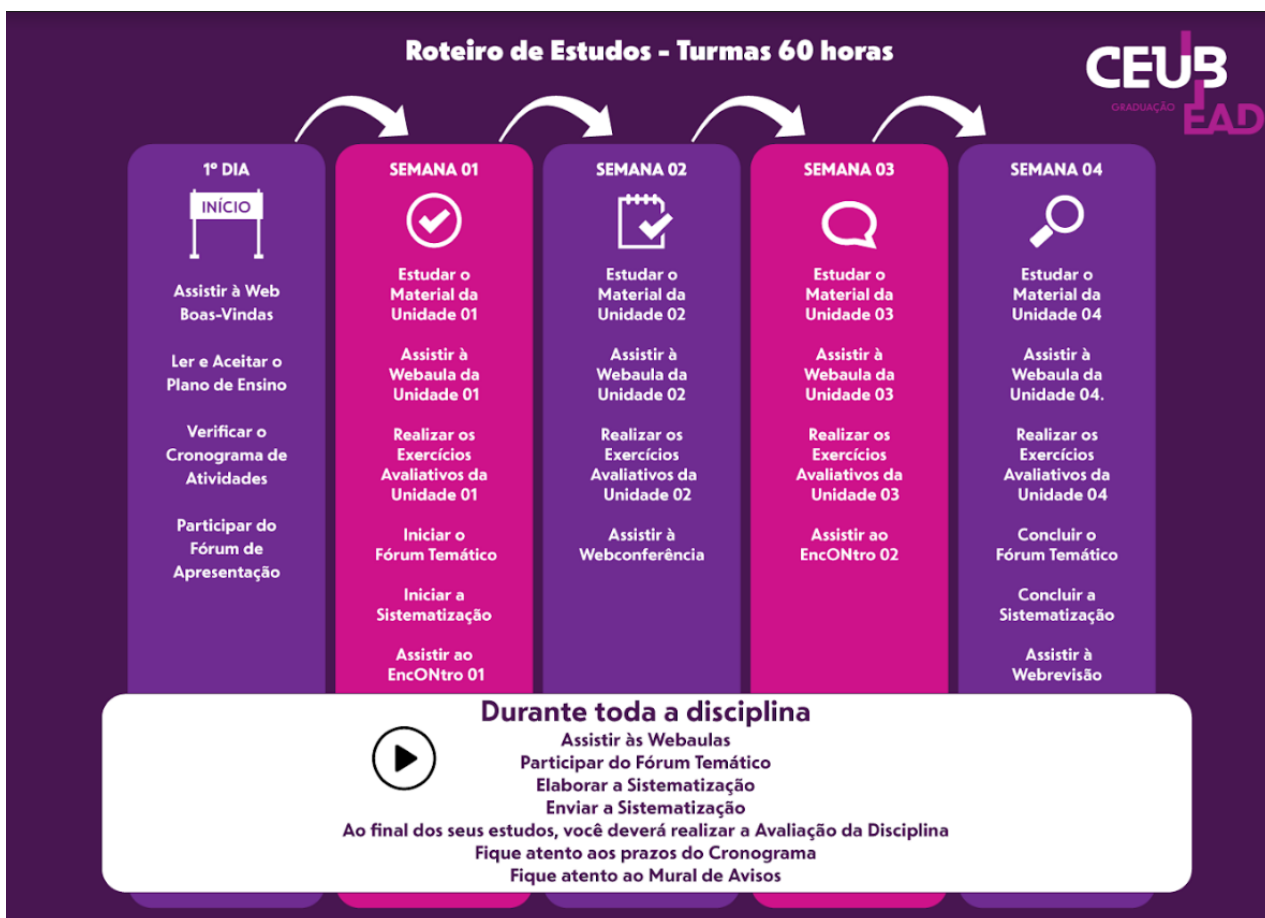 Roteiro de Estudos - Turmas 60 horas
CEUB
GRADUAÇÃO
EAD
1º DIA
INÍCIO
Assistir à Web
Boas-Vindas
Ler e Aceitar o
Plano de Ensino
Verificar o
Cronograma de
Atividades
Participar do
Fórum de
Apresentação
SEMANA 01
Estudar o
Material da
Unidade 01
Assistir à
Webaula da
Unidade 01
Realizar os
Exercícios
Avaliativos da
Unidade 01
Iniciar o
Fórum Temático
Iniciar a
Sistematização
Assistir ao
EncONtro 01
SEMANA 02
Estudar o
Material da
Unidade 02
Assistir à
Webaula da
Unidade 02
Realizar os
Exercícios
Avaliativos da
Unidade 02
Assistir à
Webconferência
SEMANA 03
Estudar o
Material da
Unidade 03
Assistir à
Webaula da
Unidade 03
Realizar os
Exercícios
Avaliativos da
Unidade 03
Assistir ao
EncONtro 02
SEMANA 04
Estudar o
Material da
Unidade 04
Assistir à
Webaula da
Unidade 04.
Realizar os
Exercícios
Avaliativos da
Unidade 04
Concluir o
Fórum Temático
Concluir a
Sistematização
Assistir à
Webrevisão
Durante toda a disciplina
Assistir às Webaulas
Participar do Fórum Temático
Elaborar a Sistematização
Enviar a Sistematização
Ao final dos seus estudos, você deverá realizar a Avaliação da Disciplina
Fique atento aos prazos do Cronograma
Fique atento ao Mural de Avisos